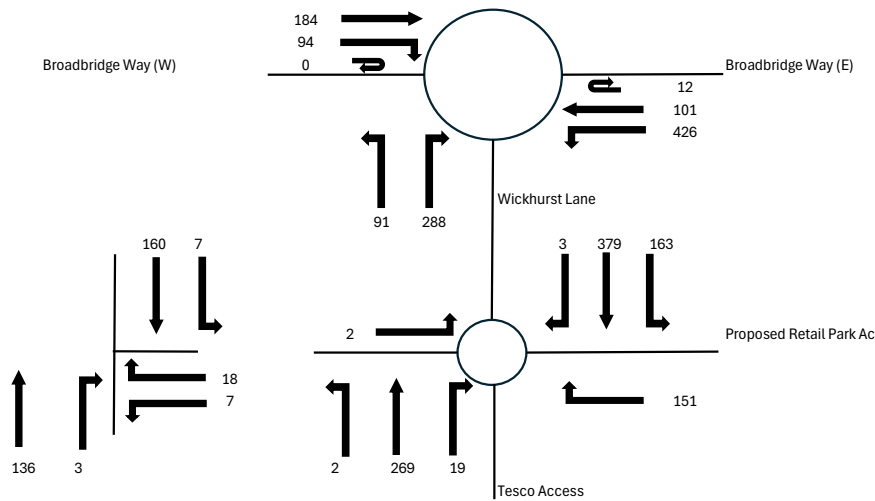 184
94
Broadbridge Way (W)
0
Broadbridge Way (E)
12
101
426
Wickhurst Lane
91 288
160 7
3 379 163
2
Proposed Retail Park Ac
18
7
151
136 3
2 269 19
Tesco Access